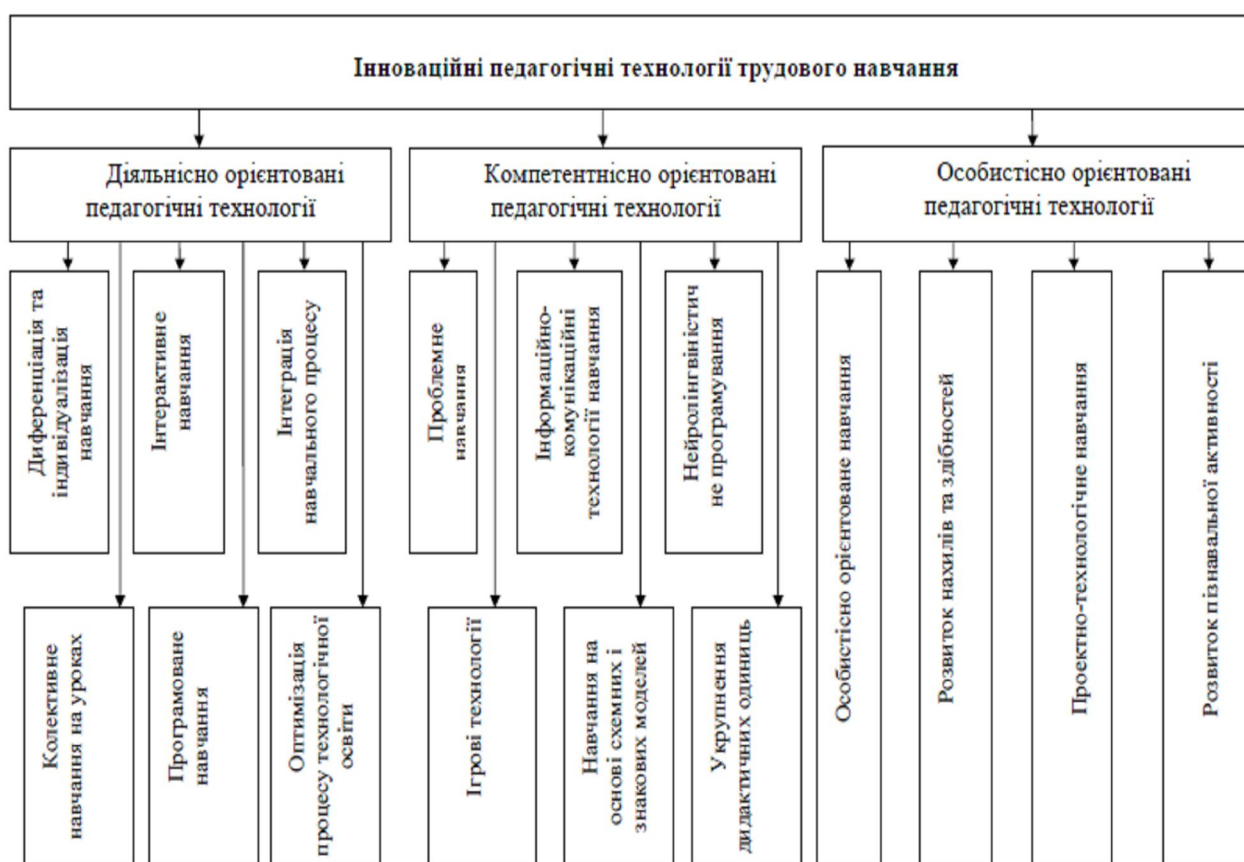 Інноваційні педагогічні технології трудового навчання
Діяльнісно орієнтовані
педагогічні технології
Компетентнісно орієнтовані
педагогічні технології
Особистісно орієнтовані
педагогічні технології
Диференціація та
індивідуалізація
навчання
Інтерактивне
навчання
Інтеграція
навчального процесу
Проблемне
навчання
Інформаційно-
комунікаційні
технології навчання
Нейролінгвіністич
не програмування
Особистісно орієнтоване навчання
Розвиток нахилів та здібностей
Проектно-технологічне навчання
Розвиток пізнавальної активності
Колективне
навчання на уроках
Програмоване
навчання
Оптимізація
процесу технологічної
освіти
Ігрові технології
Навчання на
основі схемних і
знакових моделей
Укрупнення
дидактичних одиниць